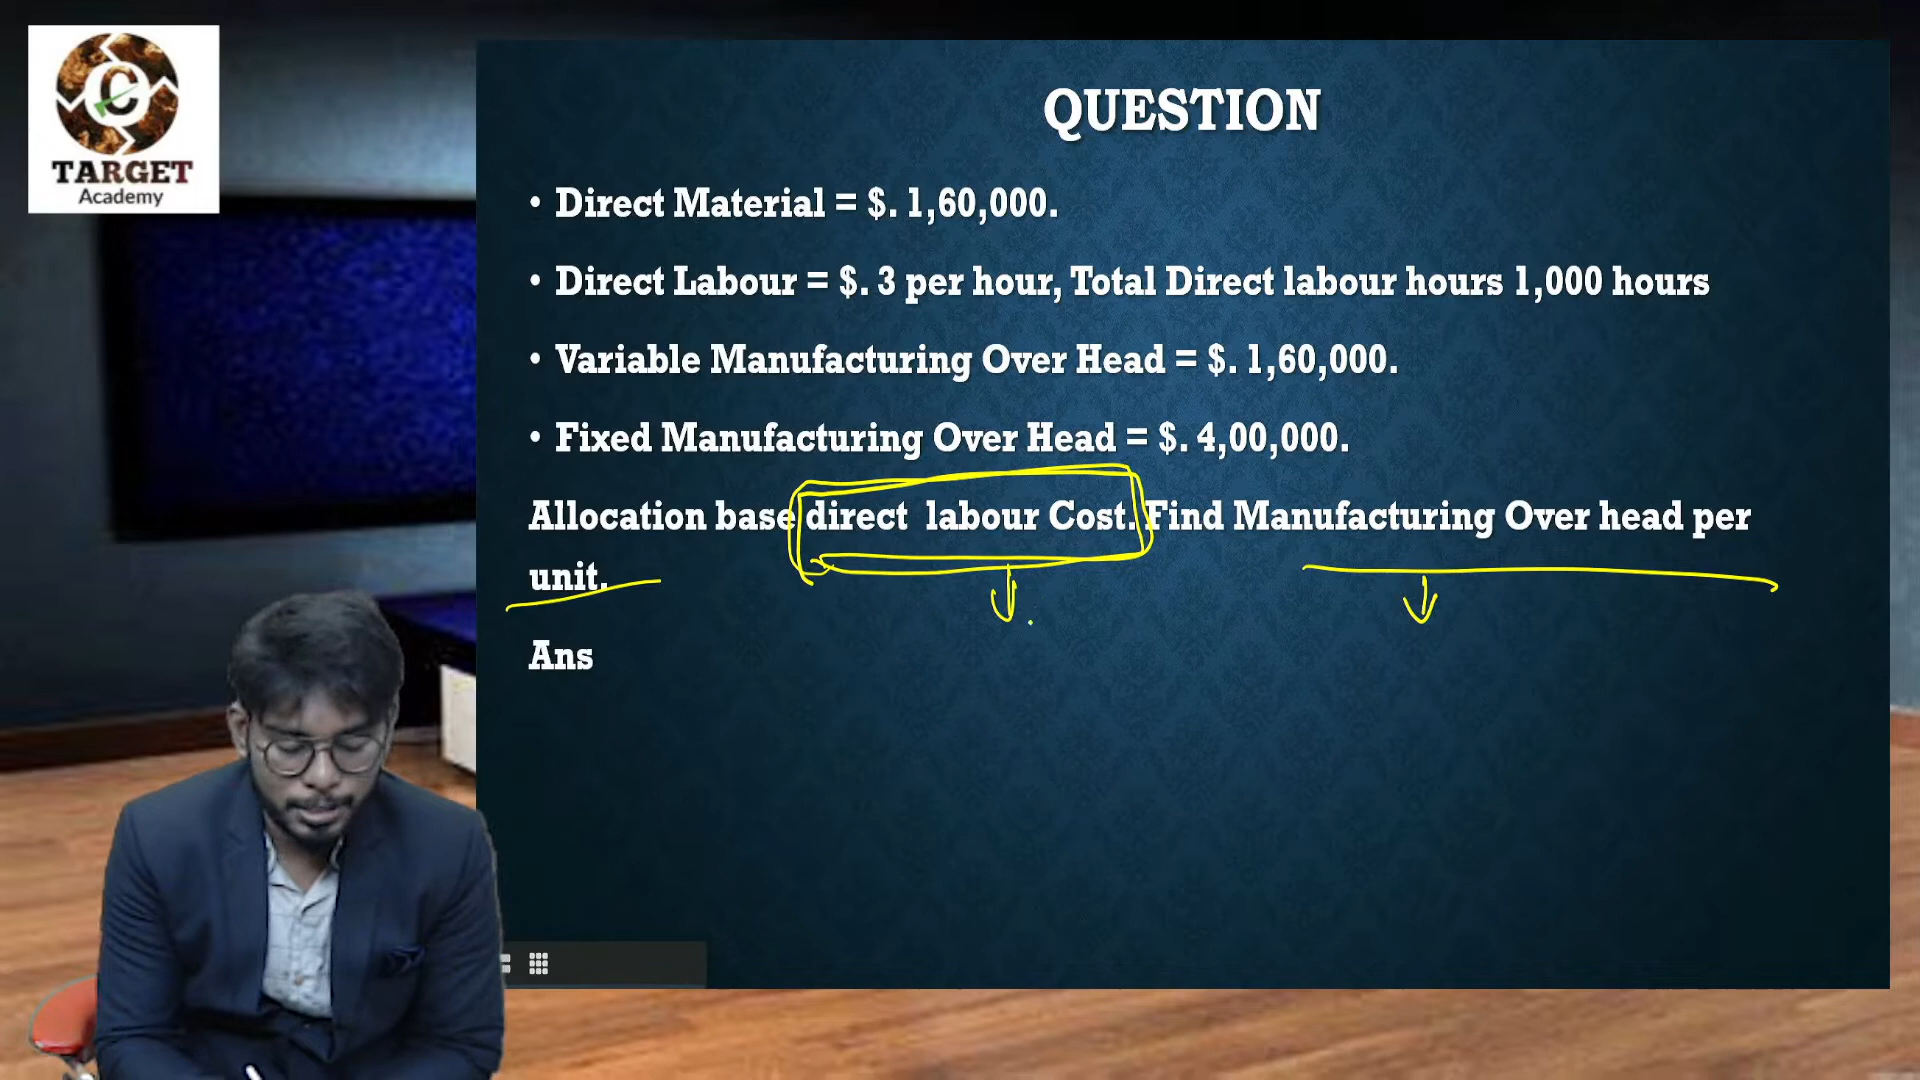 TARGET
Academy
QUESTION
• Direct Material = $. 1,60,000.
• Direct Labour = $. 3 per hour, Total Direct labour hours 1,000 hours
• Variable Manufacturing Over Head = $. 1,60,000.
• Fixed Manufacturing Over Head = $. 4,00,000.
Allocation base direct labour Cost. Find Manufacturing Over head per
unit.
Ans